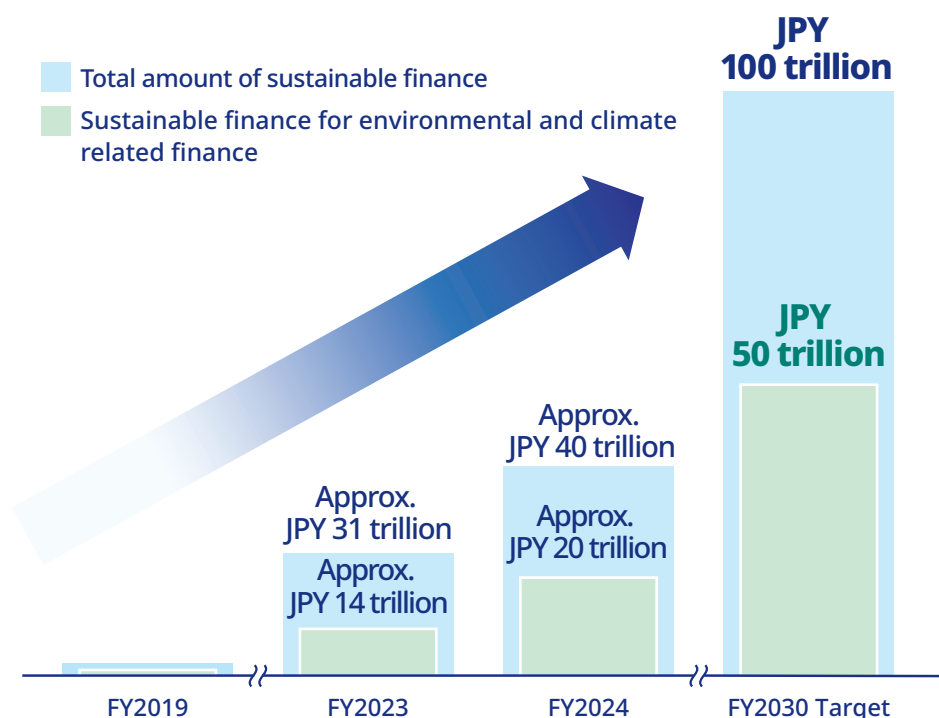 Total amount of sustainable finance
Sustainable finance for environmental and climate
related finance
JPY
100 trillion
JPY
50 trillion
Approx.
JPY 40 trillion
Approx.
JPY 20 trillion
Approx.
JPY 31 trillion
Approx.
JPY 14 trillion
FY2019
FY2023
FY2024
FY2030 Target